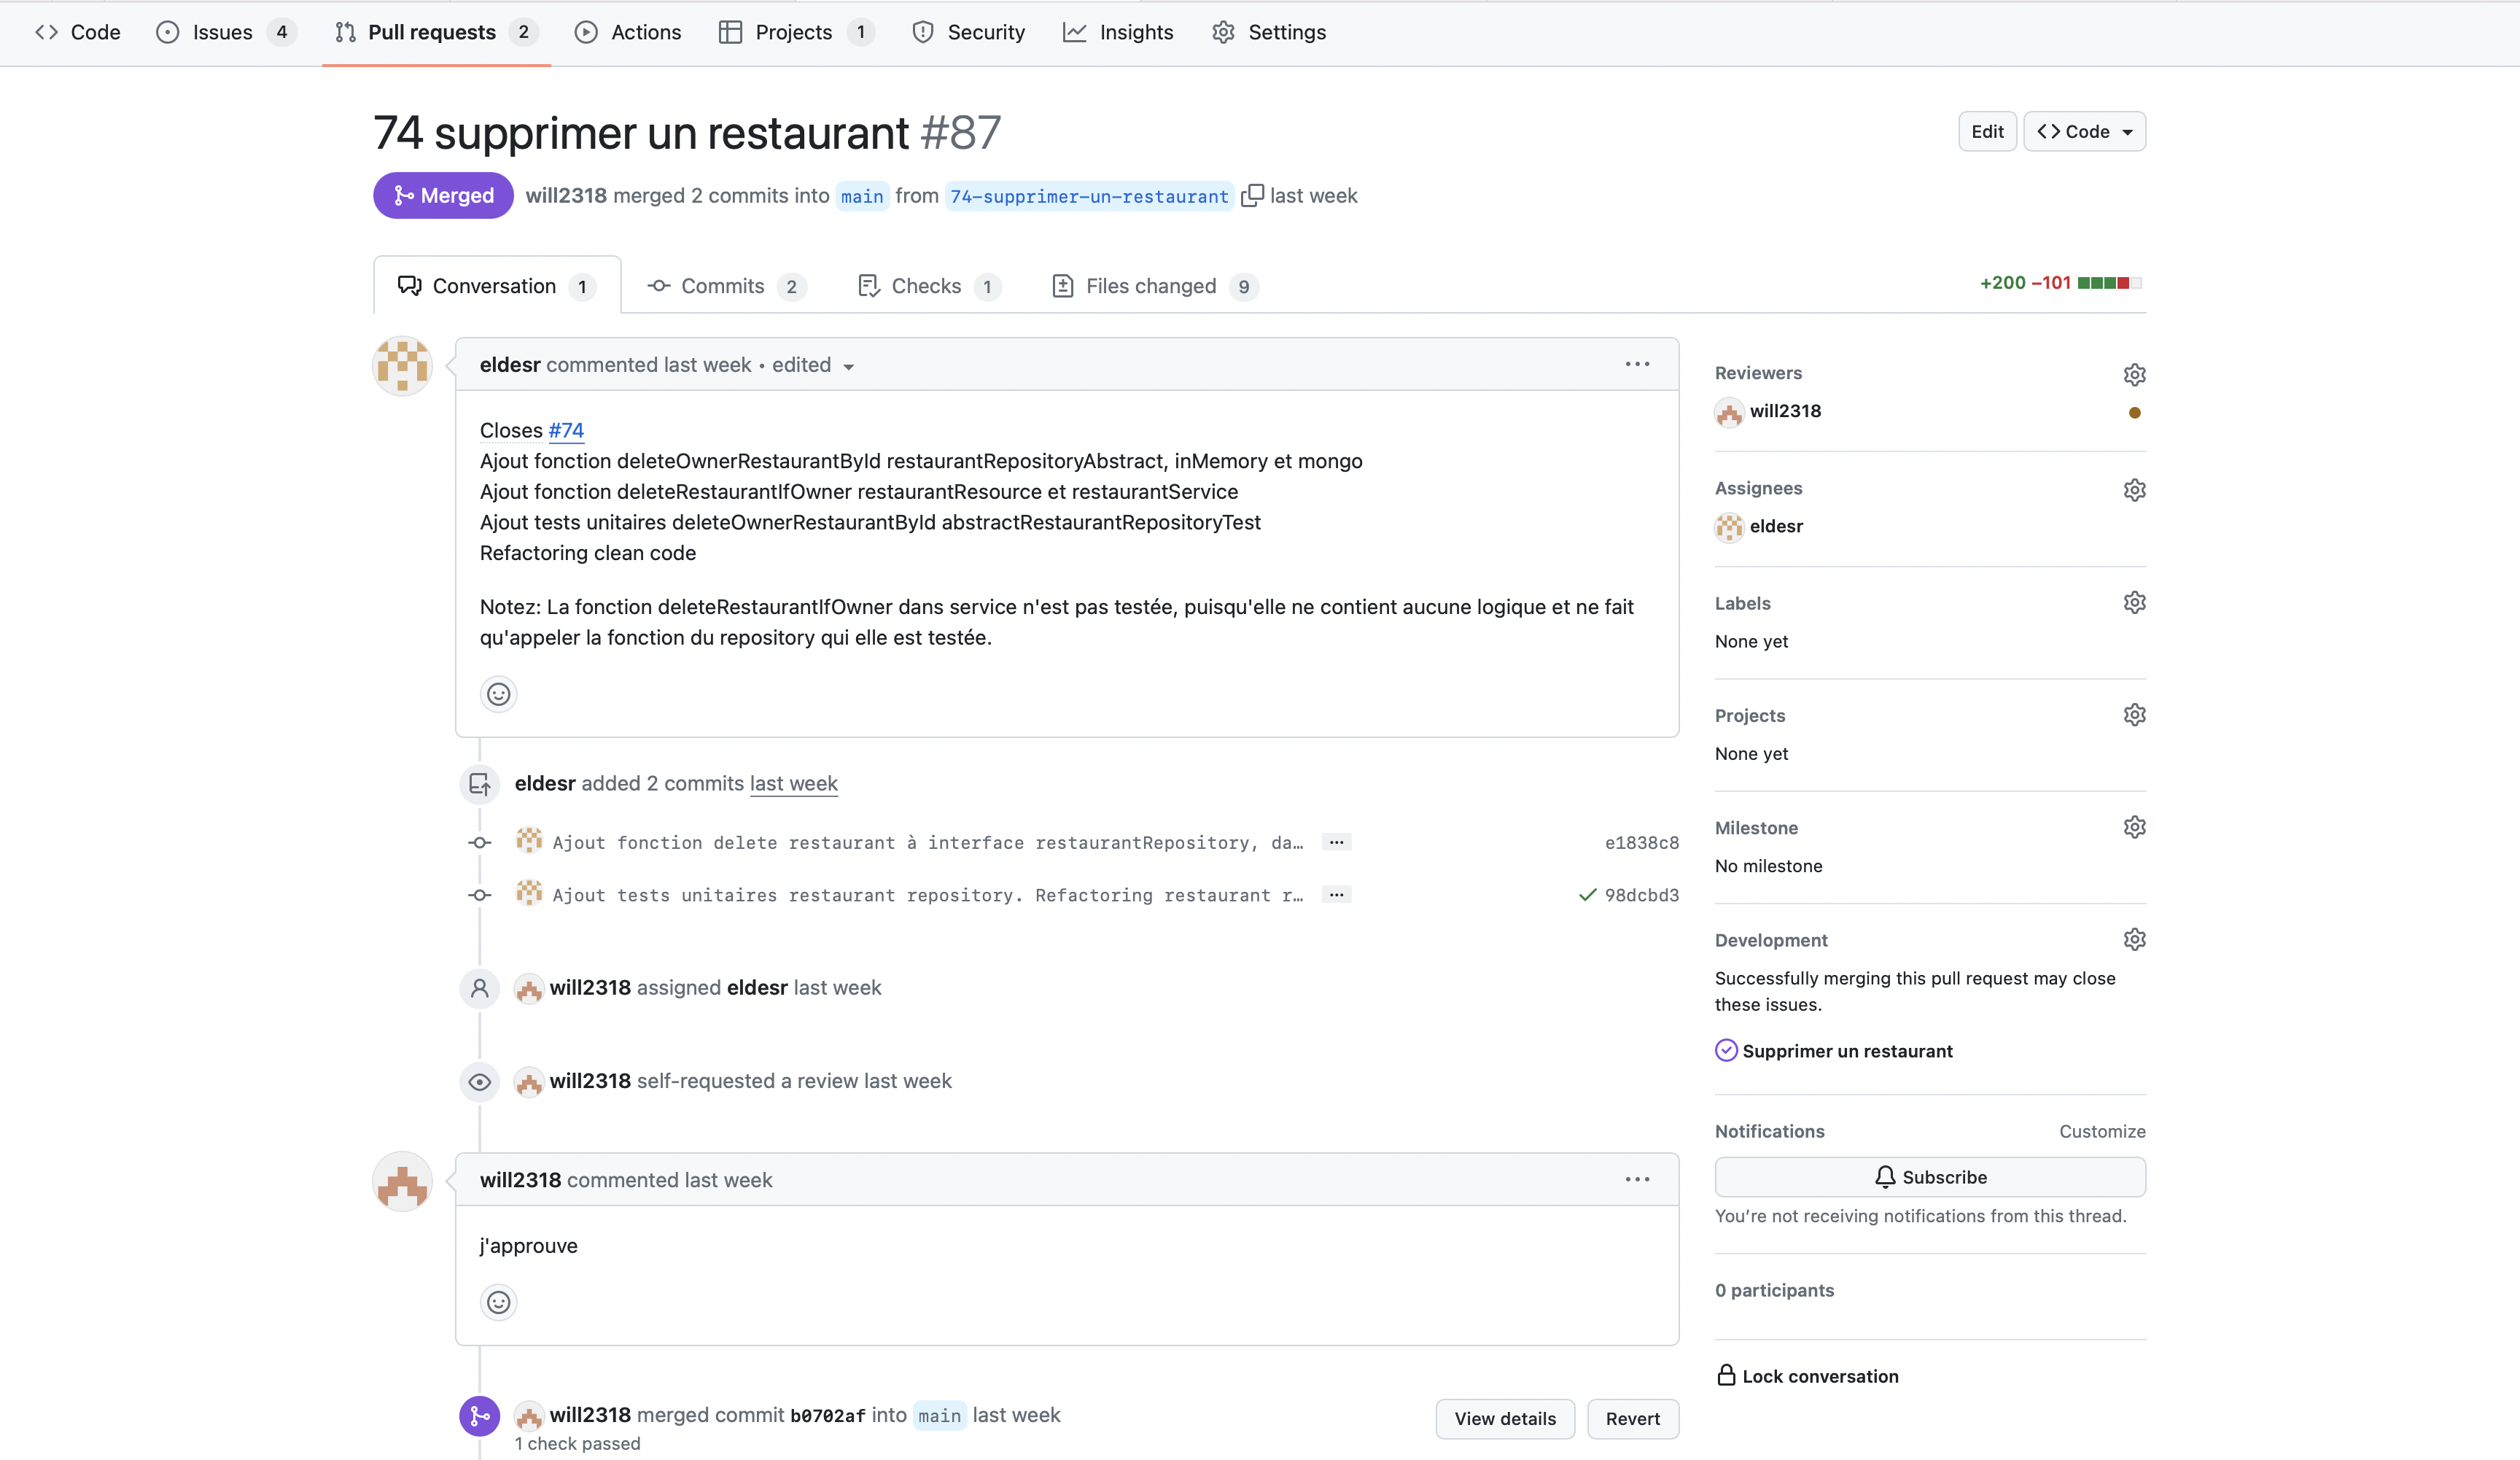 Code Issues 4 Pull requests 2 Actions Projects 1 Security Insights Settings
74 supprimer un restaurant #87
Edit Code
Merged will2318 merged 2 commits into main from 74-supprimer-un-restaurant last week
Conversation 1 Commits 2 Checks 1 Files changed 9
+200 −101
eldesr commented last week • edited
Closes #74
Ajout fonction deleteOwnerRestaurantById restaurantRepositoryAbstract, inMemory et mongo
Ajout fonction deleteRestaurantIfOwner restaurantResource et restaurantService
Ajout tests unitaires deleteOwnerRestaurantById abstractRestaurantRepositoryTest
Refactoring clean code
Notez: La fonction deleteRestaurantIfOwner dans service n'est pas testée, puisqu'elle ne contient aucune logique et ne fait
qu'appeler la fonction du repository qui elle est testée.
eldesr added 2 commits last week
Ajout fonction delete restaurant à interface restaurantRepository, da… … e1838c8
Ajout tests unitaires restaurant repository. Refactoring restaurant r… … 98dcbd3
will2318 assigned eldesr last week
will2318 self-requested a review last week
will2318 commented last week
j'approuve
will2318 merged commit b0702af into main last week
1 check passed
View details Revert
Reviewers
will2318
Assignees
eldesr
Labels
None yet
Projects
None yet
Milestone
No milestone
Development
Successfully merging this pull request may close
these issues.
Supprimer un restaurant
Notifications Customize
Subscribe
You're not receiving notifications from this thread.
0 participants
Lock conversation